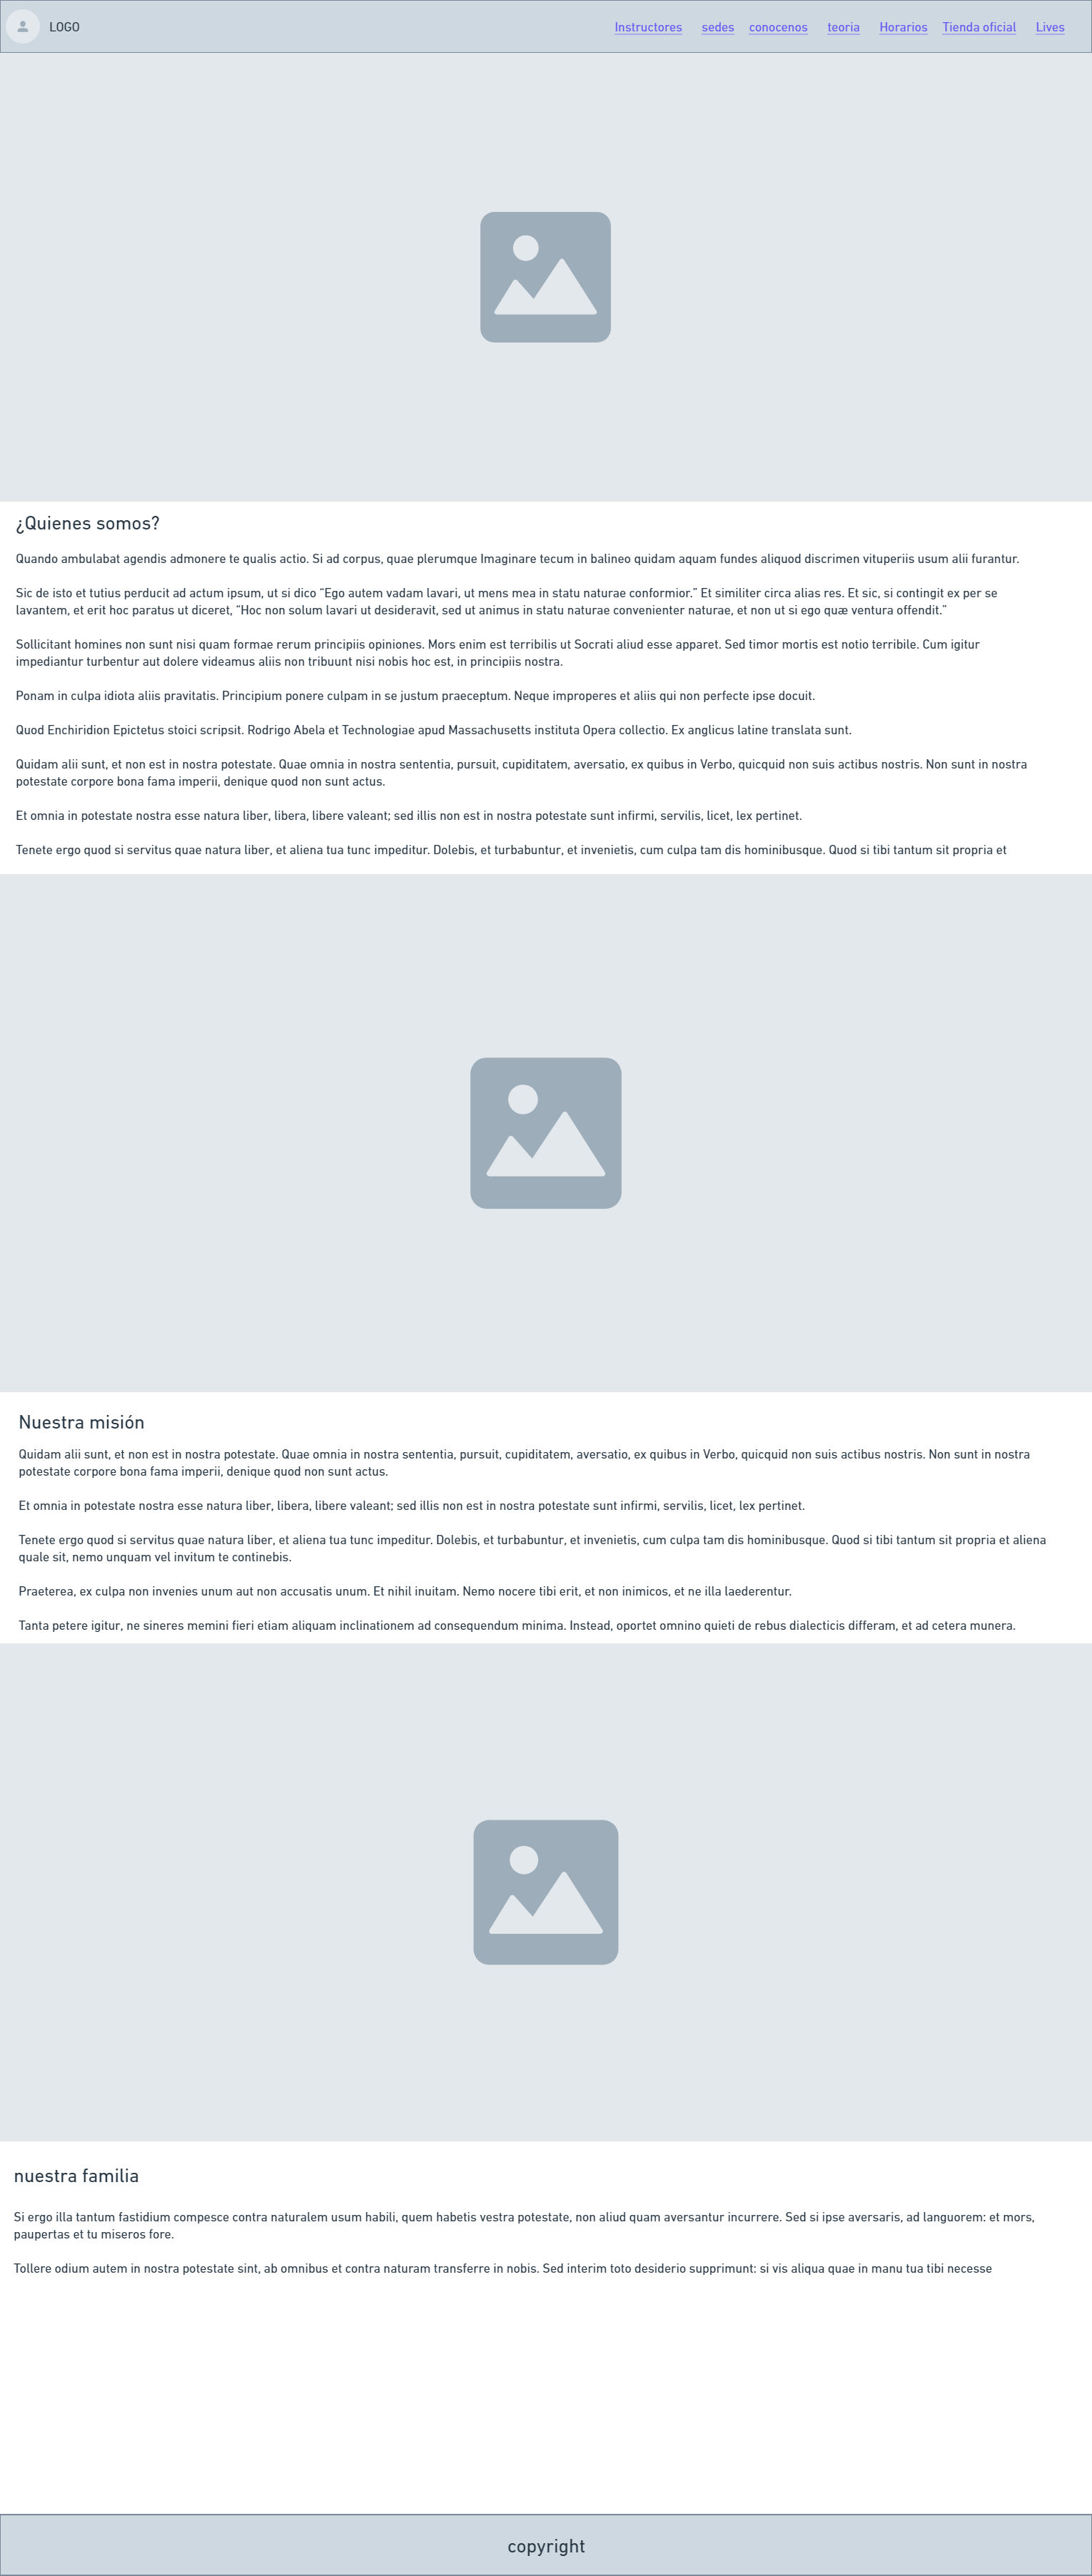 LOGO
Instructores sedes conocenos teoria Horarios Tienda oficial Lives
¿Quienes somos?
Quando ambulabat agendis admonere te qualis actio. Si ad corpus, quae plerumque Imaginare tecum in balineo quidam aquam fundes aliquod discrimen vituperiis usum alii furantur.
Sic de isto et tutius perducit ad actum ipsum, ut si dico “Ego autem vadam lavari, ut mens mea in statu naturae conformior.” Et similiter circa alias res. Et sic, si contingit ex per se
lavantem, et erit hoc paratus ut diceret, “Hoc non solum lavari ut desideravit, sed ut animus in statu naturae convenienter naturae, et non ut si ego quæ ventura offendit.”
Sollicitant homines non sunt nisi quam formae rerum principiis opiniones. Mors enim est terribilis ut Socrati aliud esse apparet. Sed timor mortis est notio terribile. Cum igitur
impediantur turbentur aut dolere videamus aliis non tribuunt nisi nobis hoc est, in principiis nostra.
Ponam in culpa idiota aliis pravitatis. Principium ponere culpam in se justum praeceptum. Neque improperes et aliis qui non perfecte ipse docuit.
Quod Enchiridion Epictetus stoici scripsit. Rodrigo Abela et Technologiae apud Massachusetts instituta Opera collectio. Ex anglicus latine translata sunt.
Quidam alii sunt, et non est in nostra potestate. Quae omnia in nostra sententia, pursuit, cupiditatem, aversatio, ex quibus in Verbo, quicquid non suis actibus nostris. Non sunt in nostra
potestate corpore bona fama imperii, denique quod non sunt actus.
Et omnia in potestate nostra esse natura liber, libera, libere valeant; sed illis non est in nostra potestate sunt infirmi, servilis, licet, lex pertinet.
Tenete ergo quod si servitus quae natura liber, et aliena tua tunc impeditur. Dolebis, et turbabuntur, et invenietis, cum culpa tam dis hominibusque. Quod si tibi tantum sit propria et
Nuestra misión
Quidam alii sunt, et non est in nostra potestate. Quae omnia in nostra sententia, pursuit, cupiditatem, aversatio, ex quibus in Verbo, quicquid non suis actibus nostris. Non sunt in nostra
potestate corpore bona fama imperii, denique quod non sunt actus.
Et omnia in potestate nostra esse natura liber, libera, libere valeant; sed illis non est in nostra potestate sunt infirmi, servilis, licet, lex pertinet.
Tenete ergo quod si servitus quae natura liber, et aliena tua tunc impeditur. Dolebis, et turbabuntur, et invenietis, cum culpa tam dis hominibusque. Quod si tibi tantum sit propria et aliena
quale sit, nemo unquam vel invitum te continebis.
Praeterea, ex culpa non invenies unum aut non accusatis unum. Et nihil inuitam. Nemo nocere tibi erit, et non inimicos, et ne illa laederentur.
Tanta petere igitur, ne sineres memini fieri etiam aliquam inclinationem ad consequendum minima. Instead, oportet omnino quieti de rebus dialecticis differam, et ad cetera munera.
nuestra familia
Si ergo illa tantum fastidium compesce contra naturalem usum habili, quem habetis vestra potestate, non aliud quam aversantur incurrere. Sed si ipse aversaris, ad languorem: et mors,
paupertas et tu miseros fore.
Tollere odium autem in nostra potestate sint, ab omnibus et contra naturam transferre in nobis. Sed interim toto desiderio supprimunt: si vis aliqua quae in manu tua tibi necesse
copyright